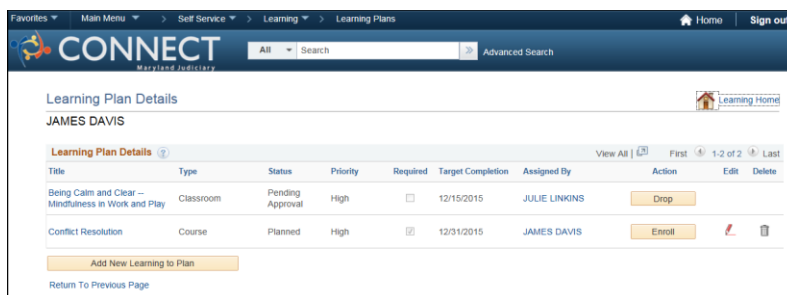 Favorites Main Menu > Self Service > Learning > Learning Plans Home Sign out
CONNECT All Search Advanced Search
Maryland Judiciary
Learning Plan Details Learning Home
JAMES DAVIS
Learning Plan Details ? View All | First 1-2 of 2 Last
Title Type Status Priority Required Target Completion Assigned By Action Edit Delete
Being Calm and Clear -- Mindfulness in Work and Play Classroom Pending Approval High 12/15/2015 JULIE LINKINS Drop
Conflict Resolution Course Planned High 12/31/2015 JAMES DAVIS Enroll
Add New Learning to Plan
Return To Previous Page